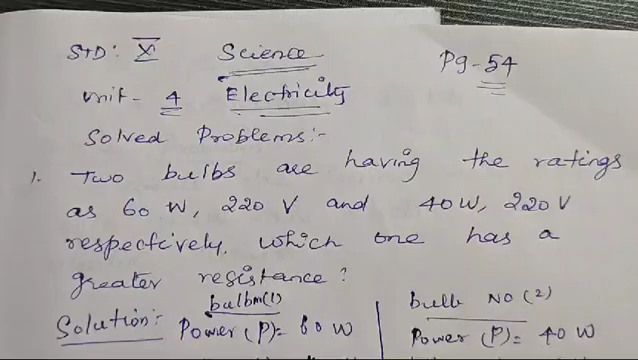 STD: X Science Pg-54
Unit- 4 Electricity
Solved Problems:-
1. Two bulbs are having the ratings
as 60 W, 220 V and 40 W, 220 V
respectively. Which one has a
greater resistance?
bulb (1) bulb NO (2)
Solution:- Power (P) = 60 W Power (P) = 40 W